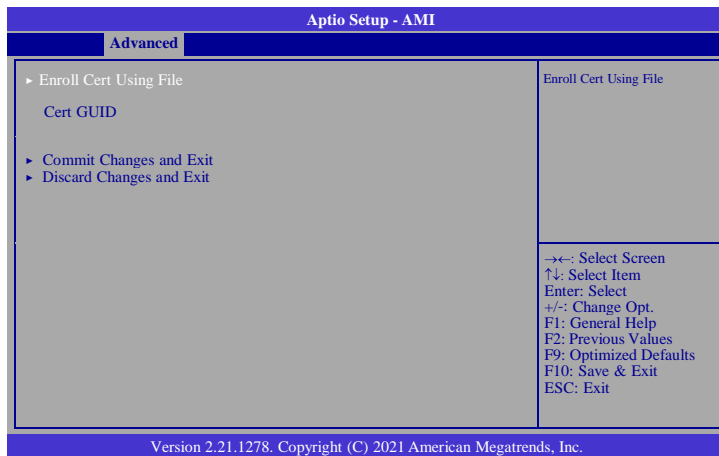 Aptio Setup - AMI
Advanced
► Enroll Cert Using File
Cert GUID
► Commit Changes and Exit
► Discard Changes and Exit
Enroll Cert Using File
→←: Select Screen
↑↓: Select Item
Enter: Select
+/-: Change Opt.
F1: General Help
F2: Previous Values
F9: Optimized Defaults
F10: Save & Exit
ESC: Exit
Version 2.21.1278. Copyright (C) 2021 American Megatrends, Inc.